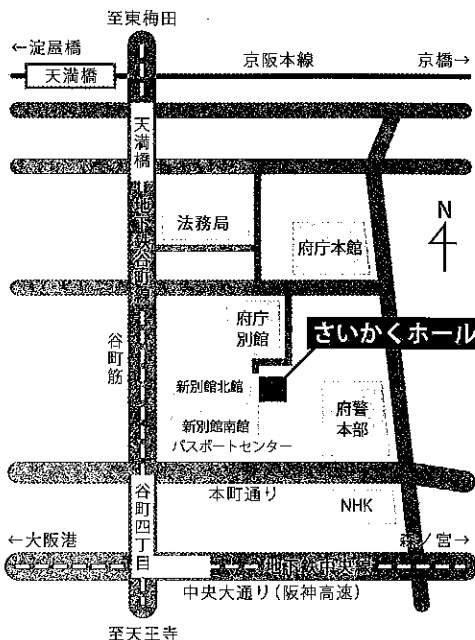 至東梅田
←淀屋橋
京阪本線
京橋→
天満橋
天満橋
地下鉄谷町線
法務局
府庁本館
N
谷町筋
府庁
別館
さいかくホール
新別館北館
新別館南館
パスポートセンター
府警
本部
本町通り
谷町四丁目
NHK
←大阪港
森ノ宮→
地下鉄中央線
中央大通り(阪神高速)
至天王寺